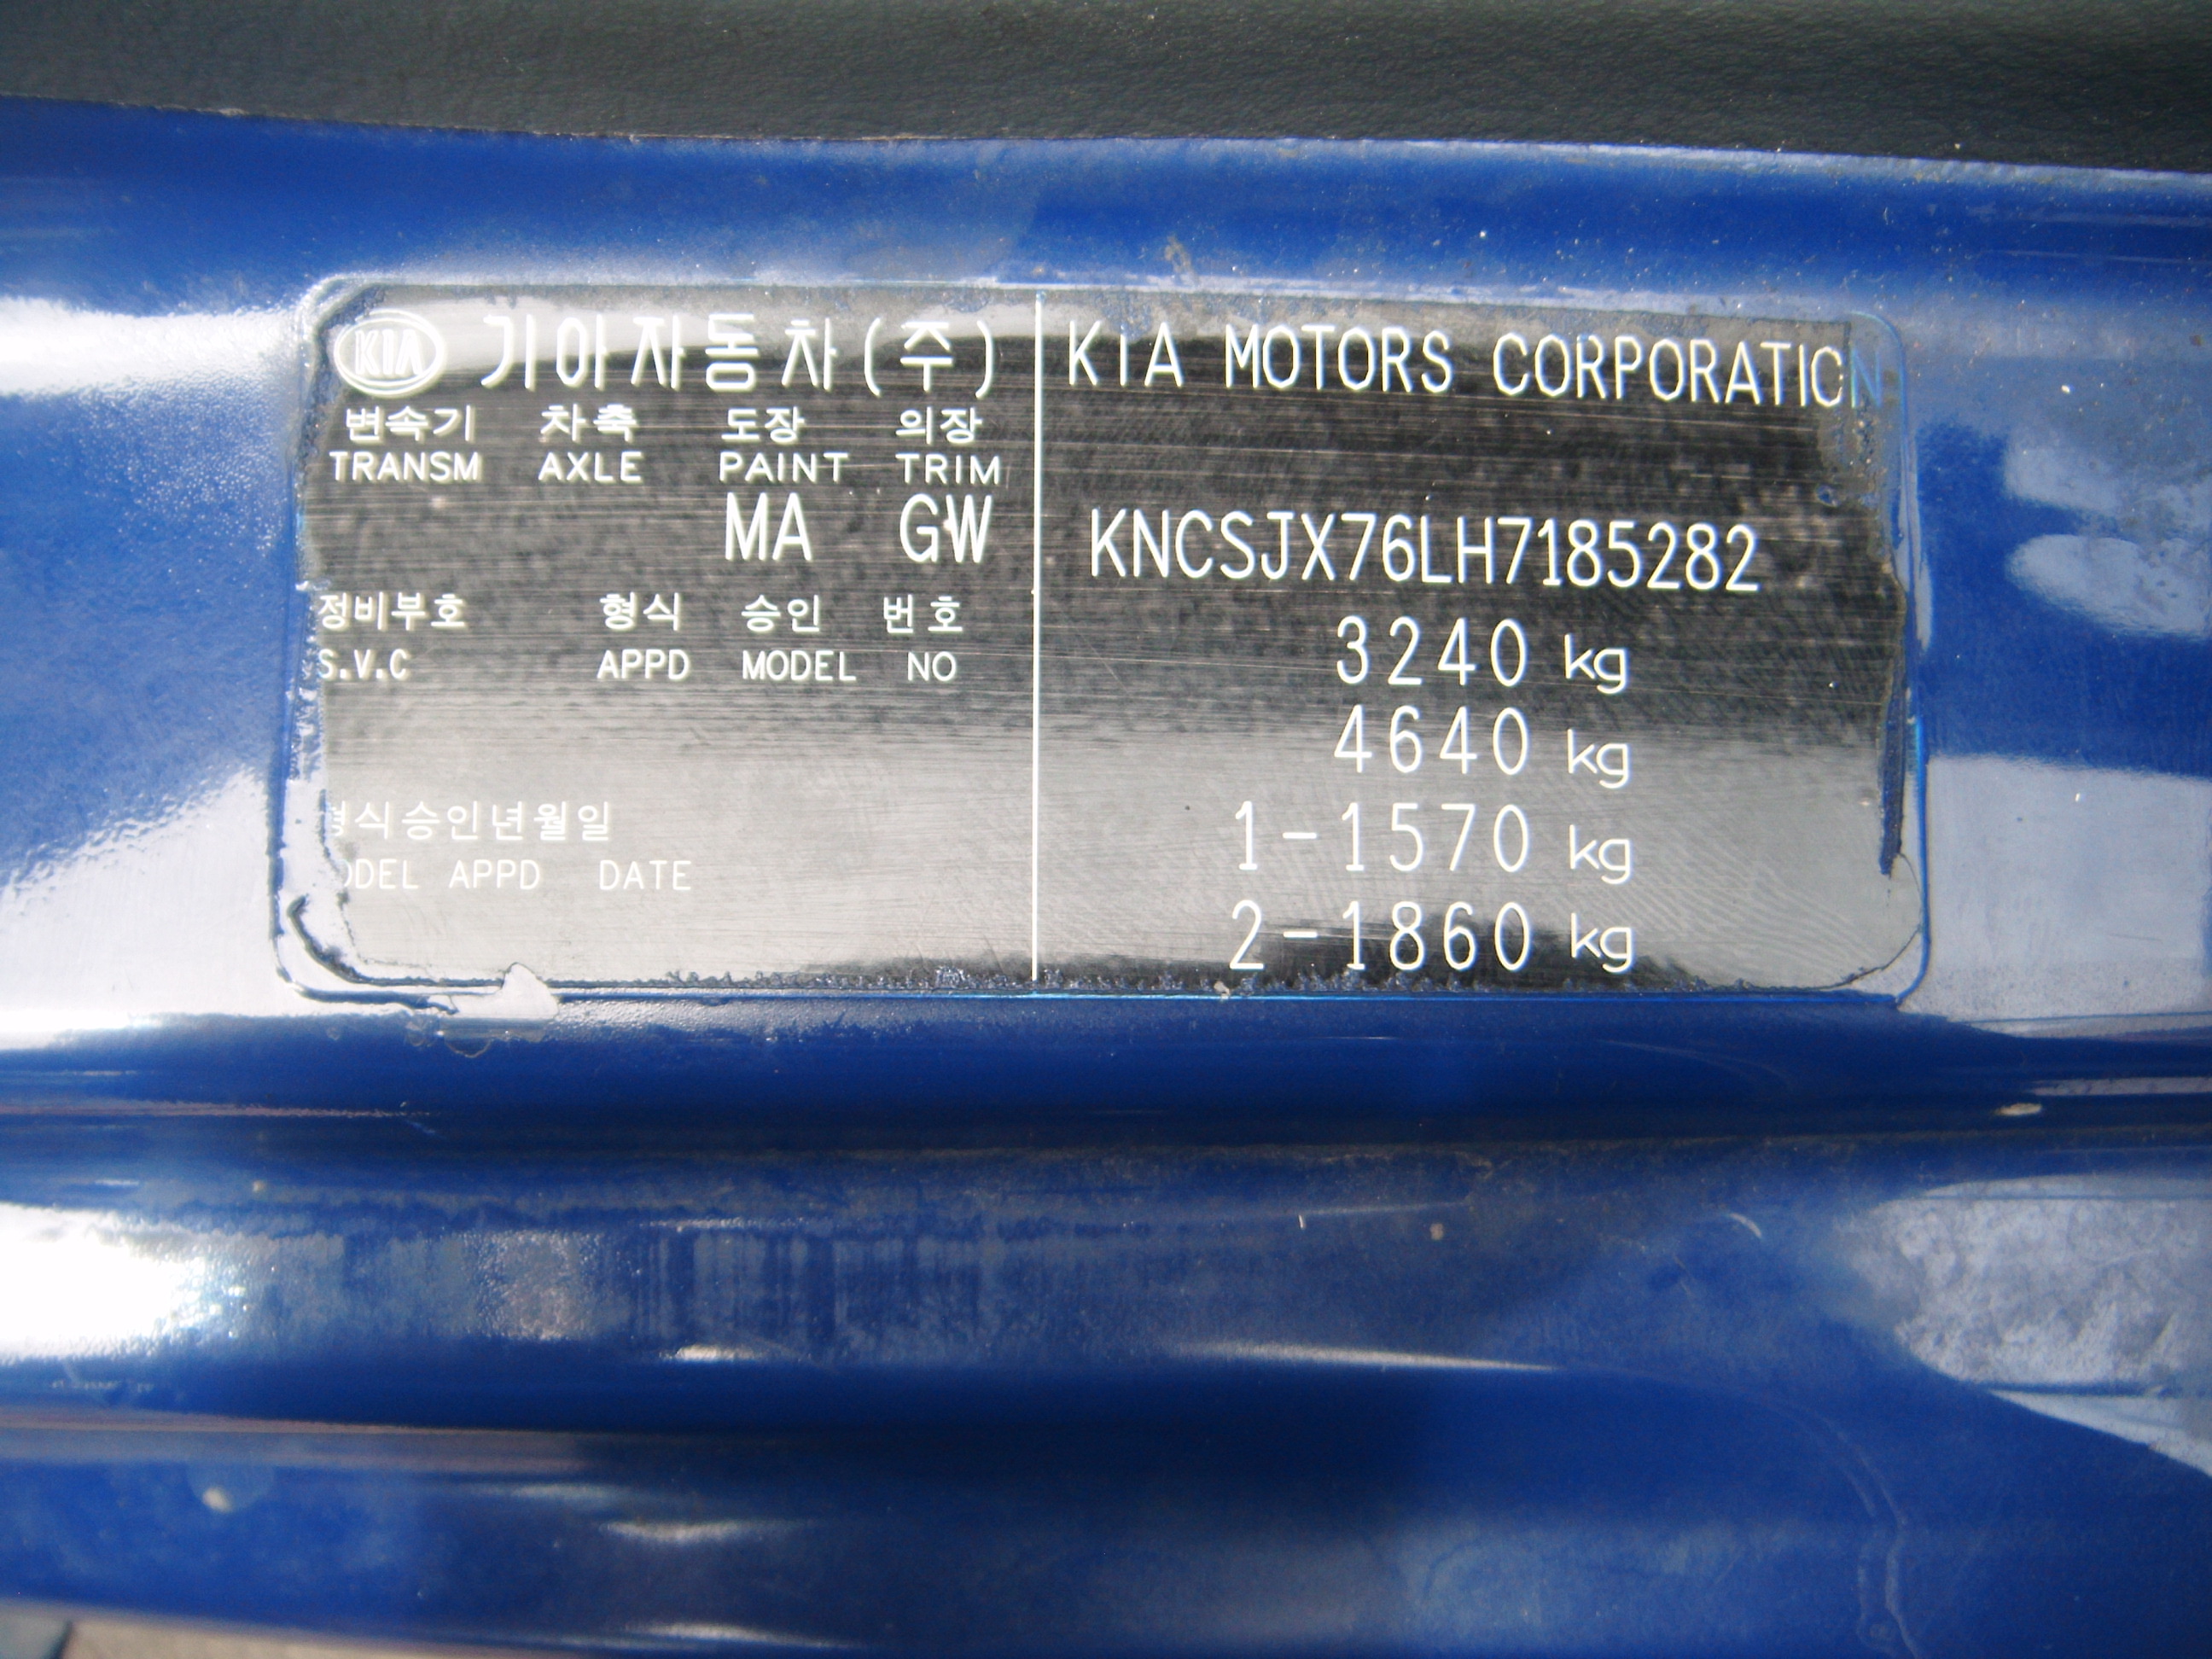 KIA 기아자동차(주)
변속기 차축 도장 의장
TRANSM AXLE PAINT TRIM
MA GW
정비부호 형식 승인 번호
S.V.C APPD MODEL NO
형식승인년월일
ODEL APPD DATE
KIA MOTORS CORPORATION
KNCSJX76LH7185282
3240 kg
4640 kg
1-1570 kg
2-1860 kg